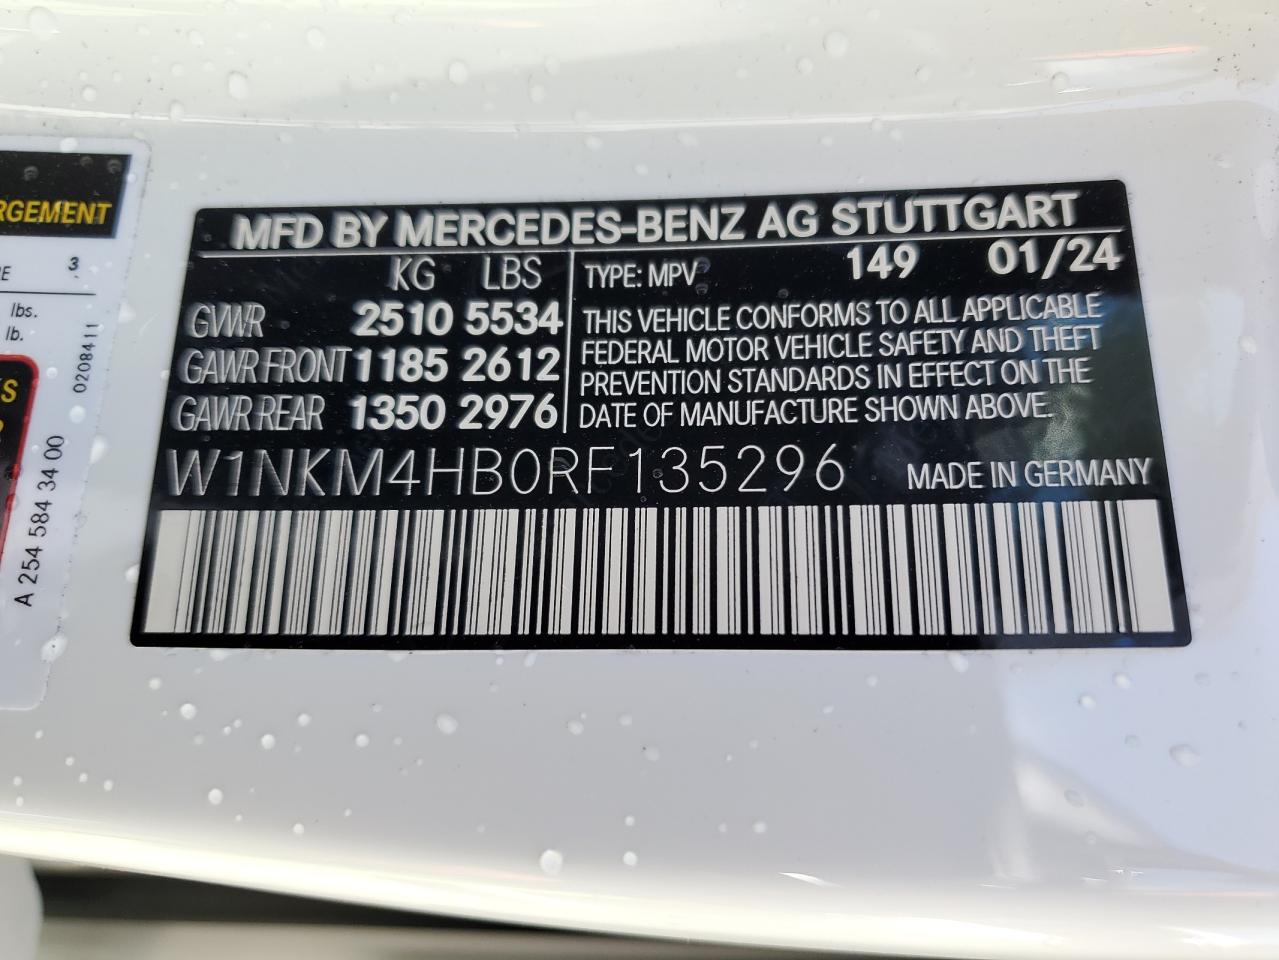 RGEMENT
RE 3
lbs.
lb.
KS
0208411
A 254 584 34 00
MFD BY MERCEDES-BENZ AG STUTTGART
KG LBS
GVWR 2510 5534
GAWR FRONT 1185 2612
GAWR REAR 1350 2976
TYPE: MPV 149 01/24
THIS VEHICLE CONFORMS TO ALL APPLICABLE
FEDERAL MOTOR VEHICLE SAFETY AND THEFT
PREVENTION STANDARDS IN EFFECT ON THE
DATE OF MANUFACTURE SHOWN ABOVE.
W1NKM4HB0RF135296 MADE IN GERMANY